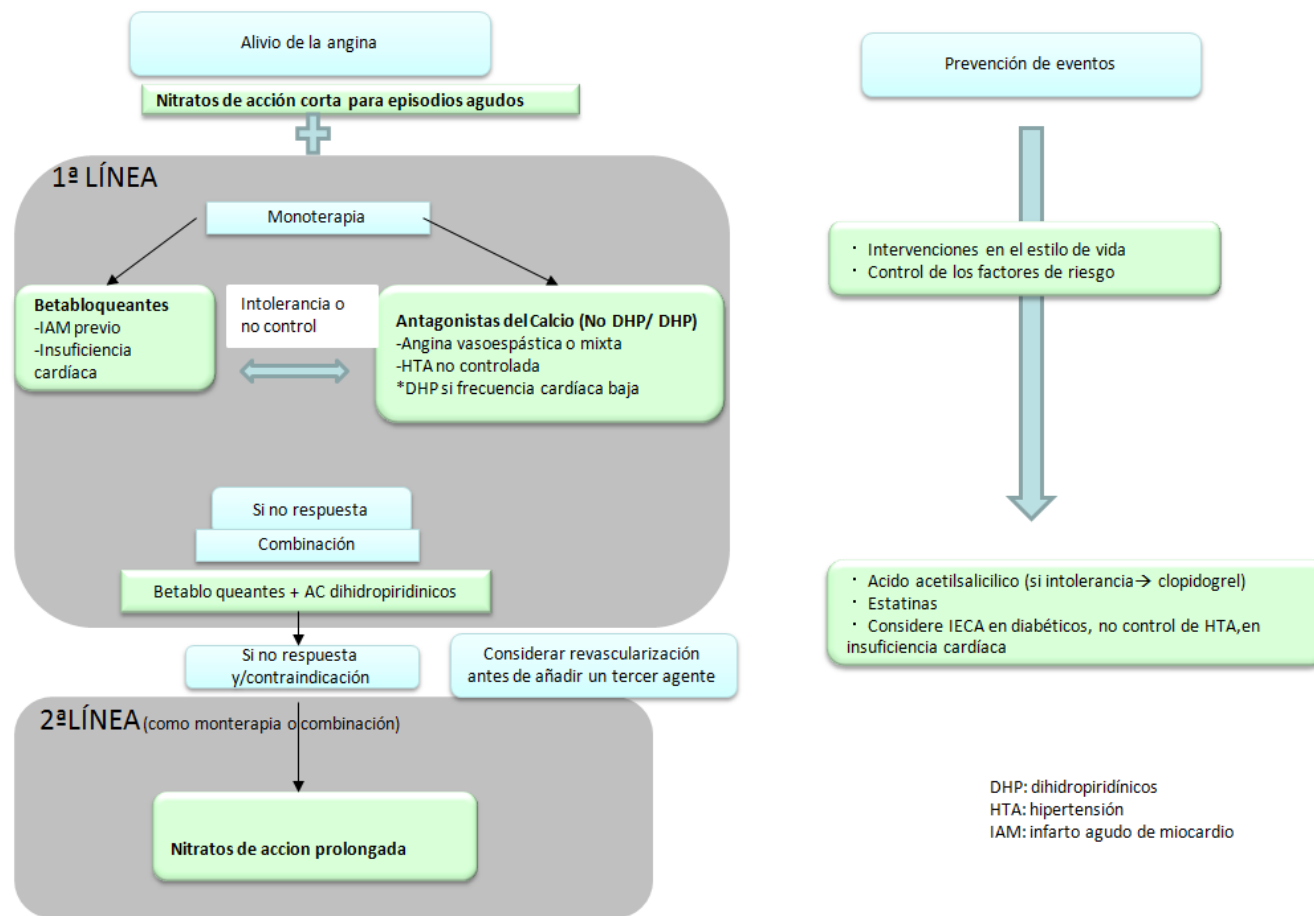 Alivio de la angina
Nitratos de acción corta para episodios agudos
1ª LÍNEA
Monoterapia
Betabloqueantes
-IAM previo
-Insuficiencia
cardíaca
Intolerancia o
no control
Antagonistas del Calcio (No DHP/ DHP)
-Angina vasoespástica o mixta
-HTA no controlada
*DHP si frecuencia cardíaca baja
Si no respuesta
Combinación
Betablo queantes + AC dihidropiridinicos
Si no respuesta
y/contraindicación
Considerar revascularización
antes de añadir un tercer agente
2ªLÍNEA (como monterapia o combinación)
Nitratos de accion prolongada
Prevención de eventos
· Intervenciones en el estilo de vida
· Control de los factores de riesgo
· Acido acetilsalicilico (si intolerancia→ clopidogrel)
· Estatinas
· Considere IECA en diabéticos, no control de HTA,en
insuficiencia cardíaca
DHP: dihidropiridínicos
HTA: hipertensión
IAM: infarto agudo de miocardio